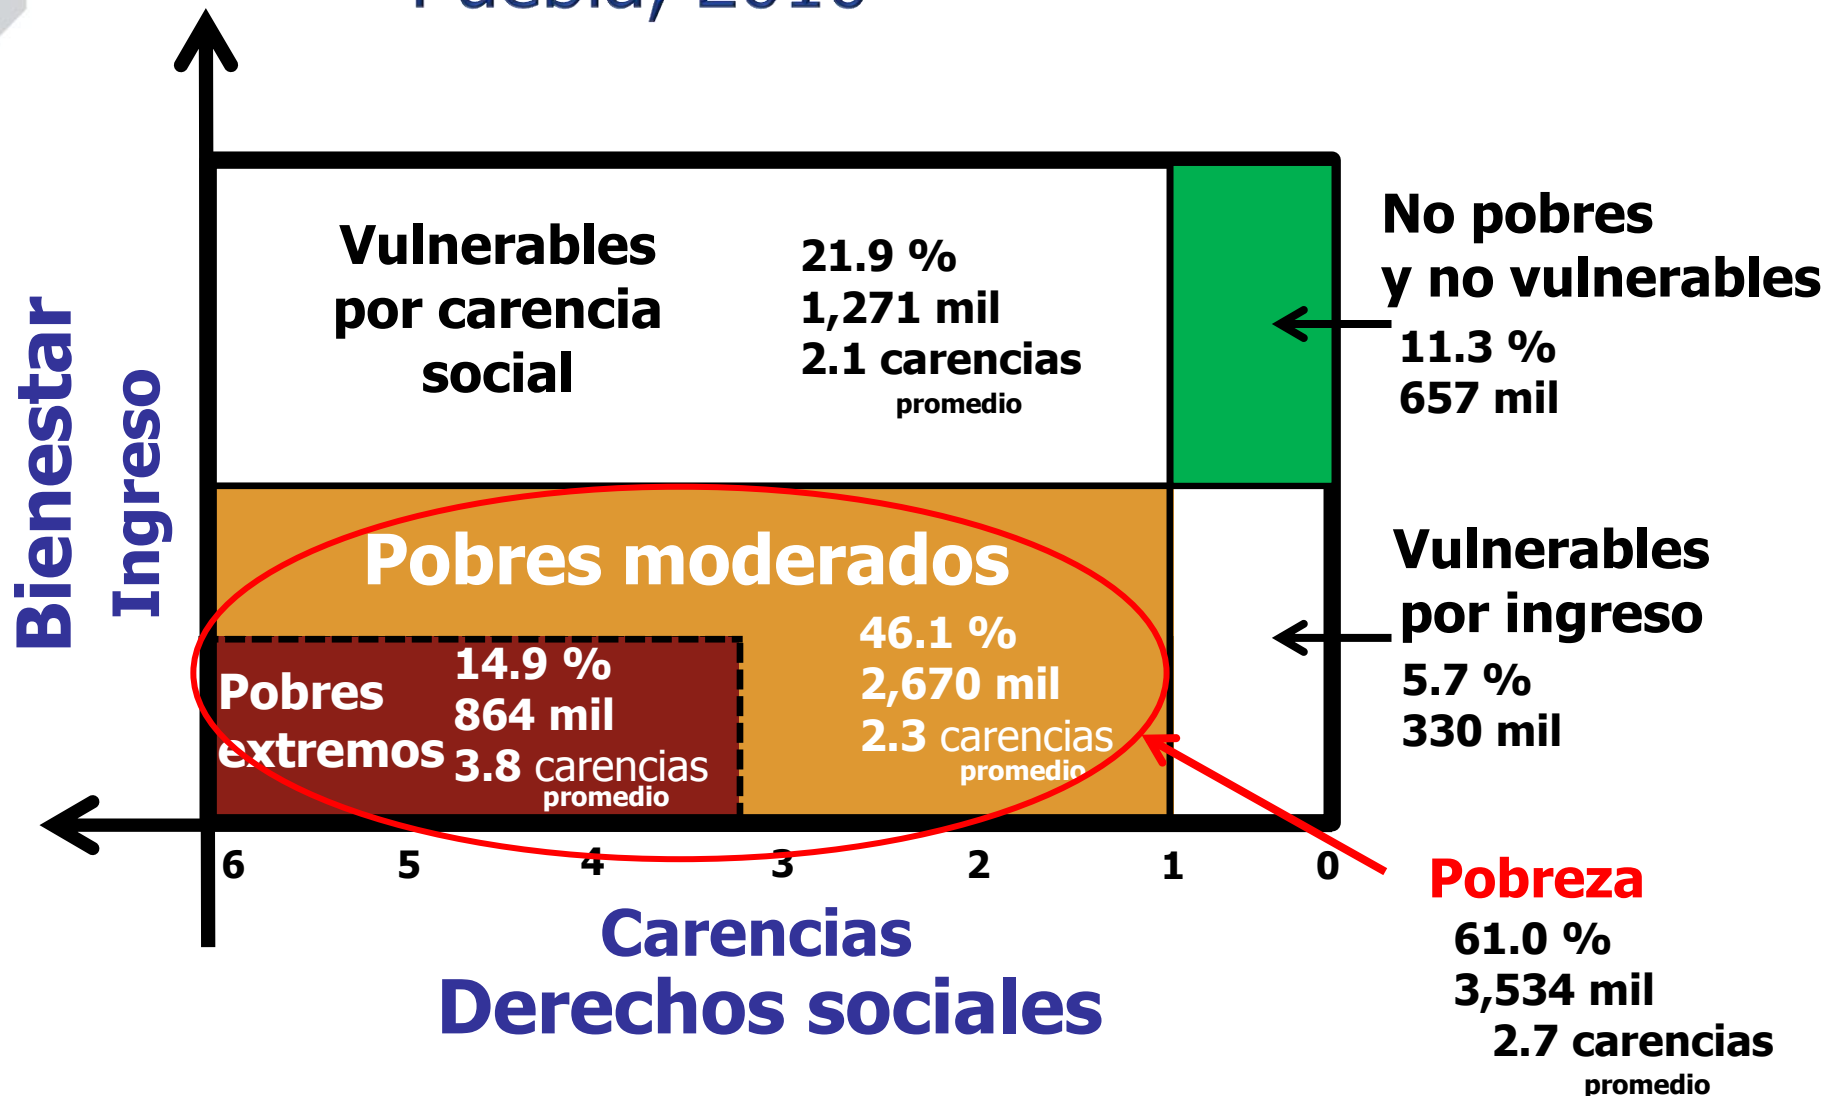 Puebla, 2010
Bienestar
Ingreso
Vulnerables
por carencia
social
21.9 %
1,271 mil
2.1 carencias
promedio
No pobres
y no vulnerables
11.3 %
657 mil
Pobres moderados
46.1 %
2,670 mil
2.3 carencias
promedio
Pobres
extremos
14.9 %
864 mil
3.8 carencias
promedio
Vulnerables
por ingreso
5.7 %
330 mil
6 5 4 3 2 1 0
Carencias
Derechos sociales
Pobreza
61.0 %
3,534 mil
2.7 carencias
promedio